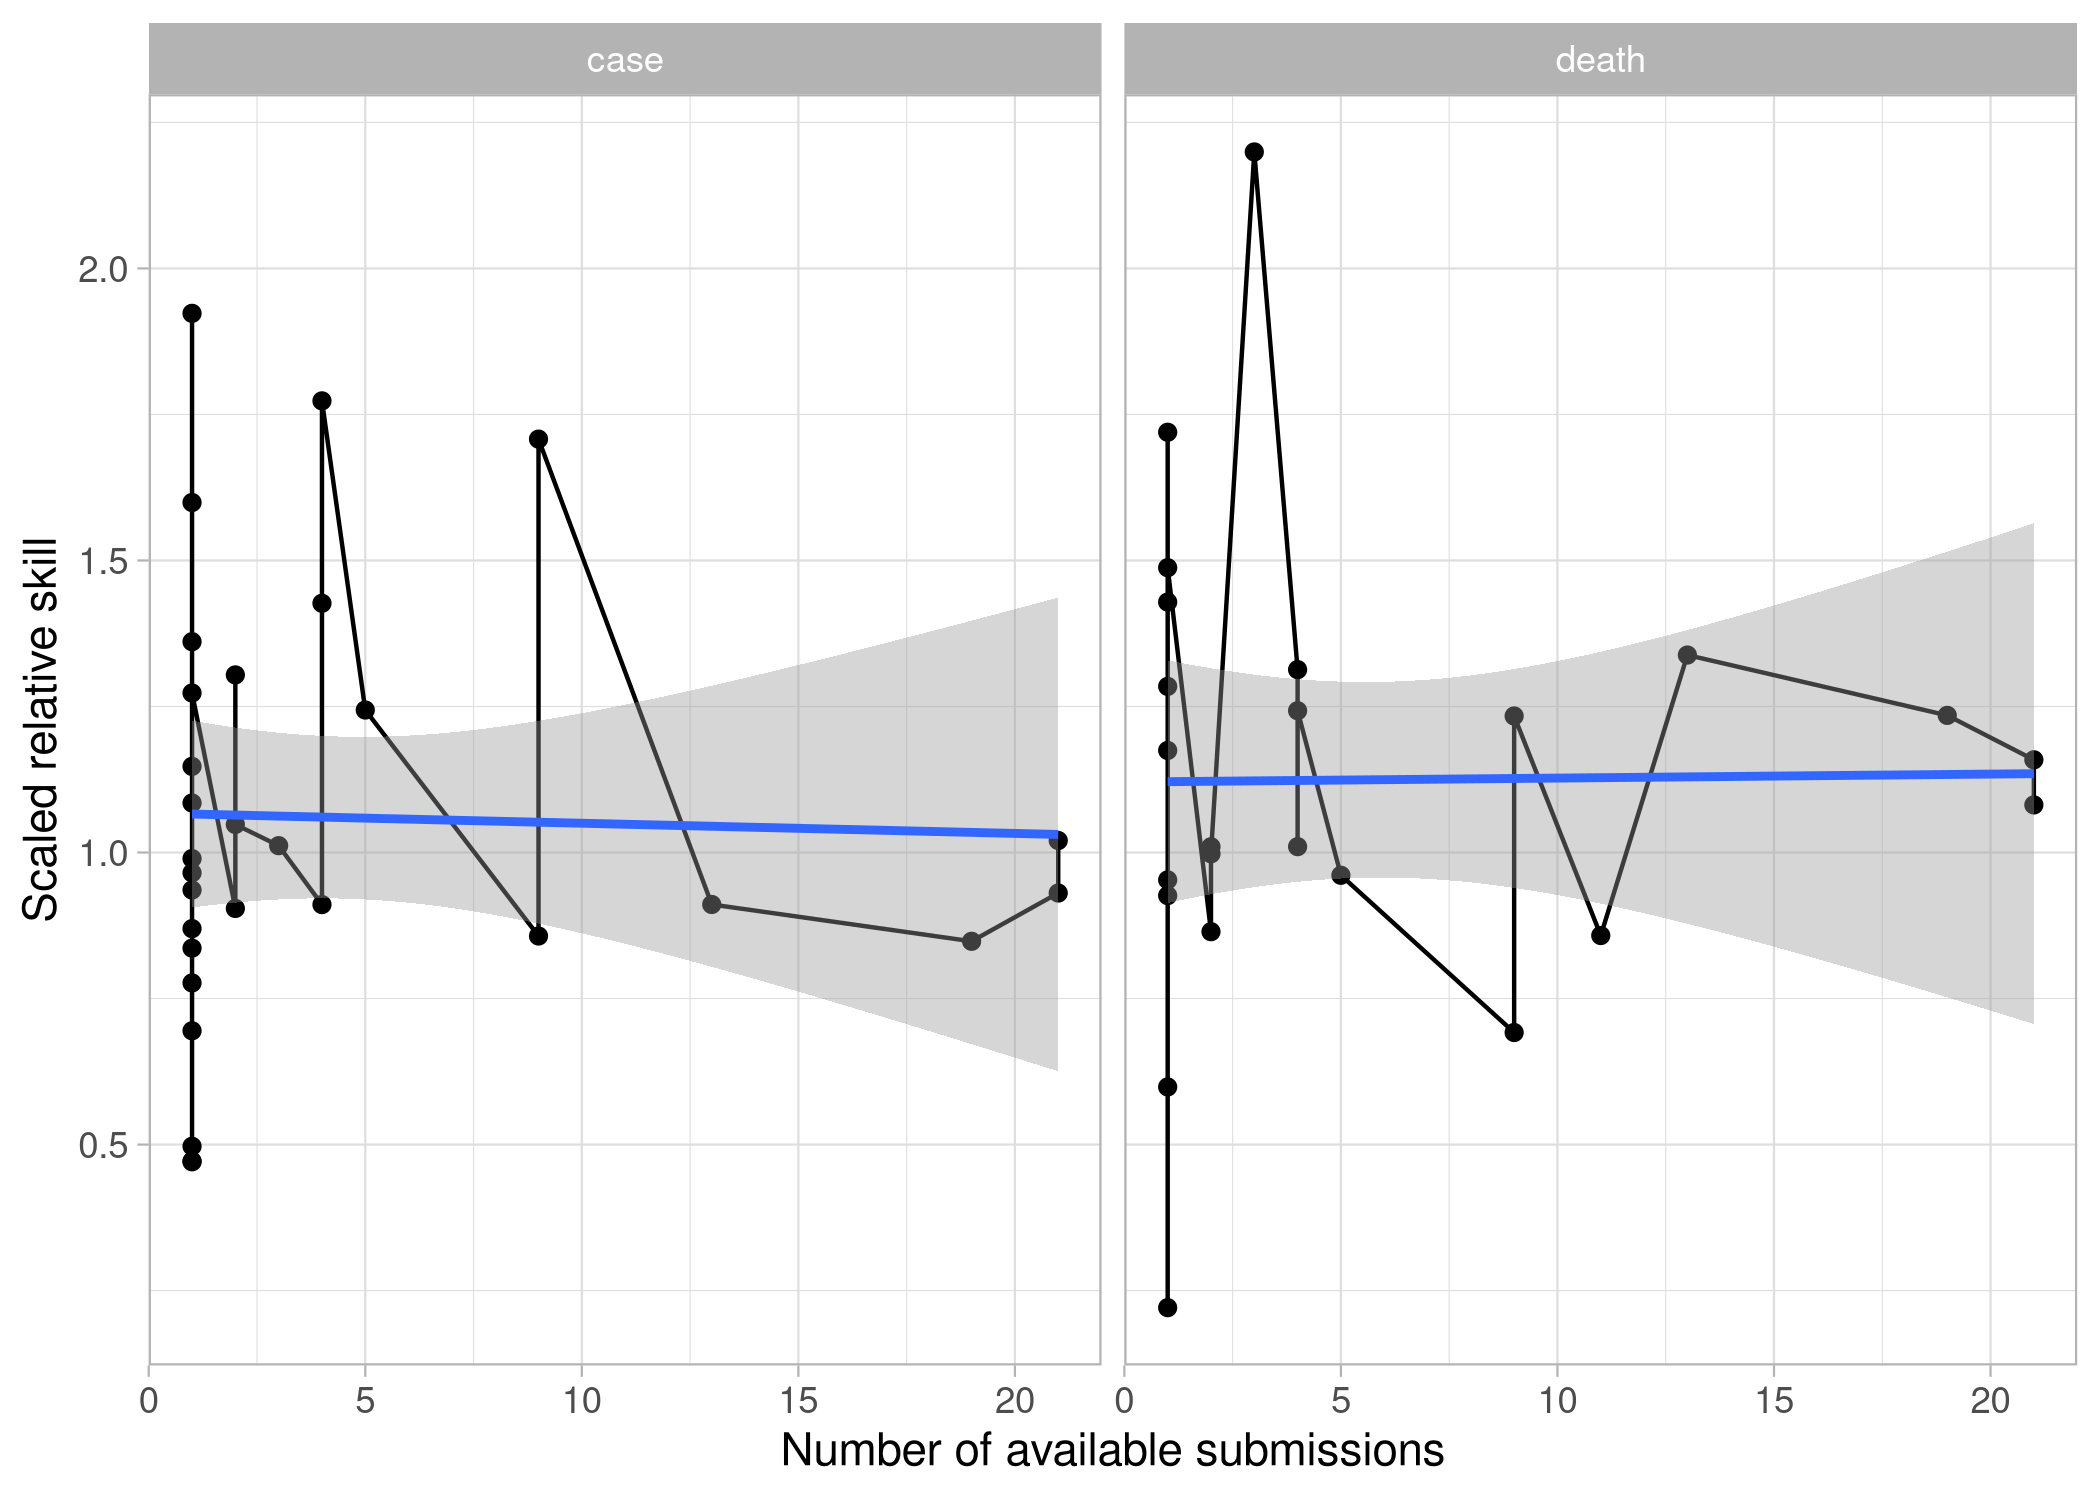 case
death
2.0
1.5
1.0
0.5
Scaled relative skill
0 5 10 15 20 0 5 10 15 20
Number of available submissions